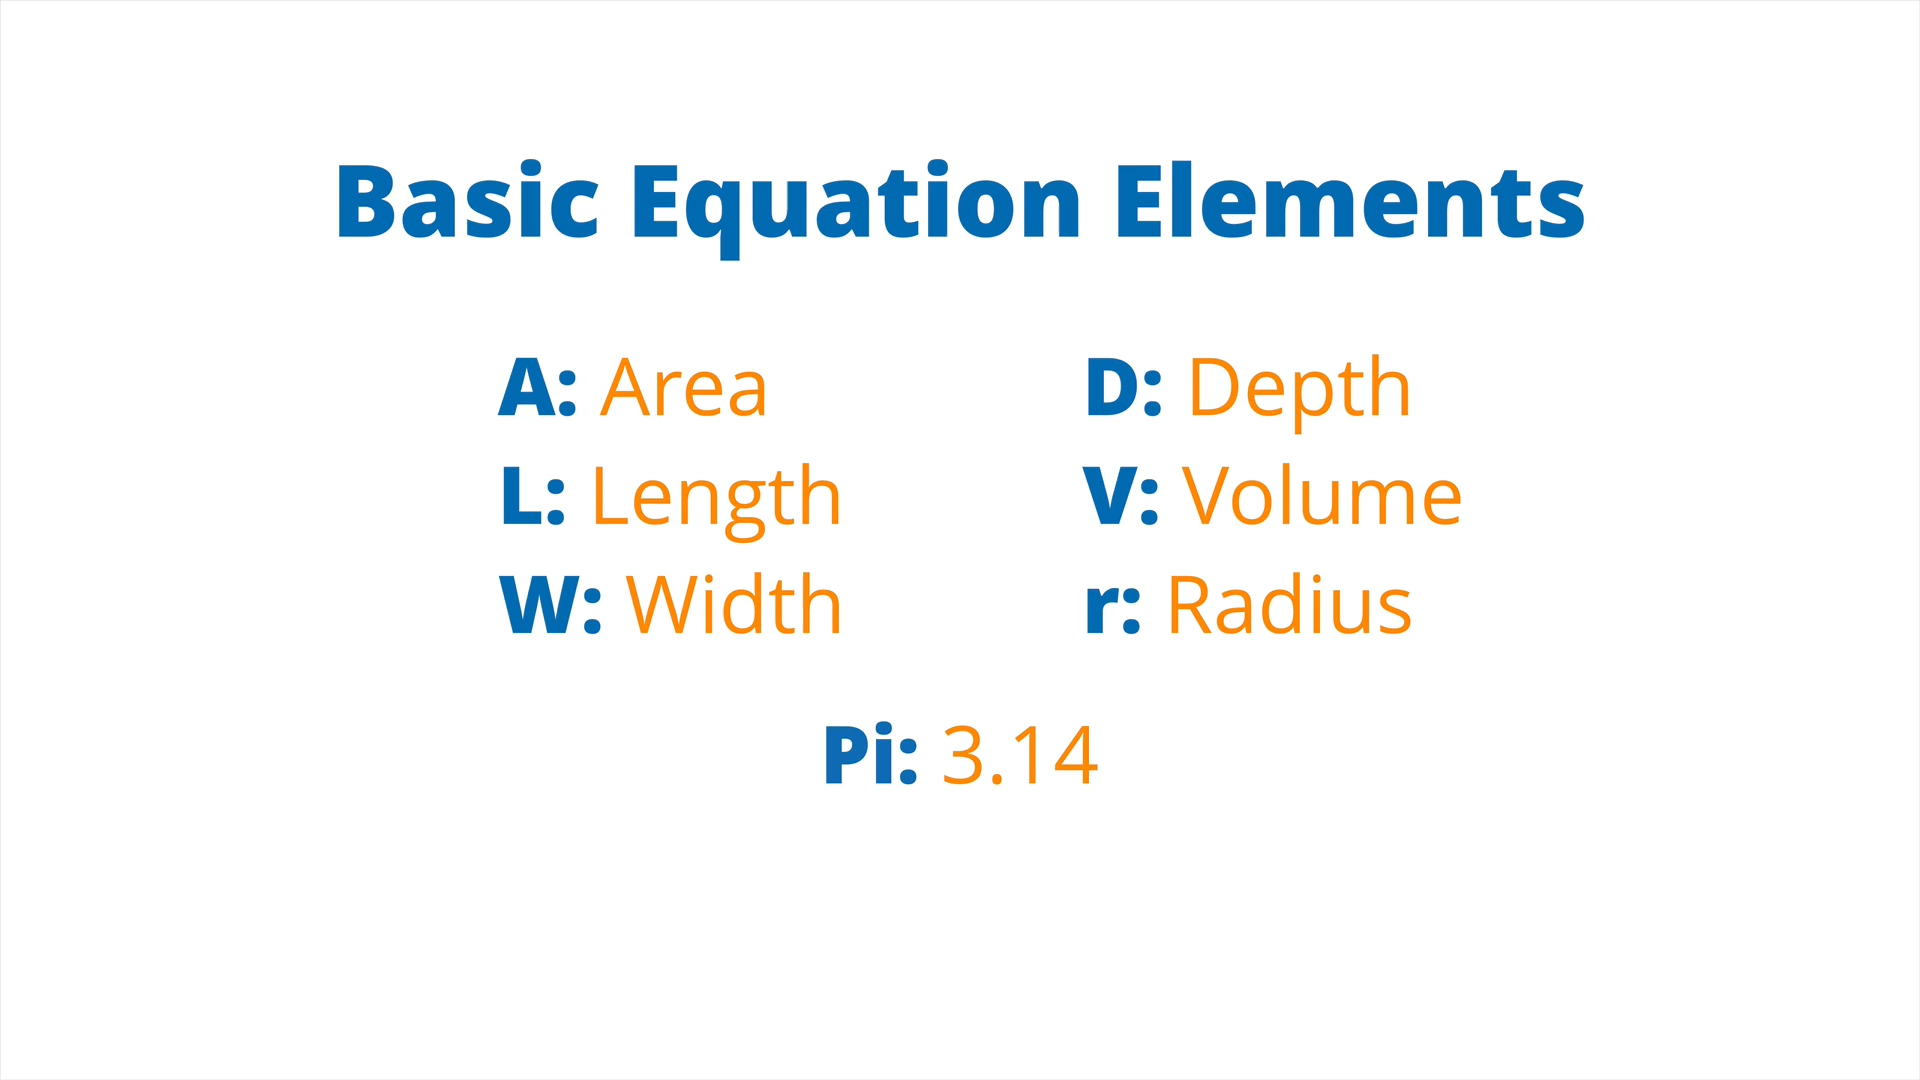 Basic Equation Elements
A: Area
L: Length
W: Width
D: Depth
V: Volume
r: Radius
Pi: 3.14